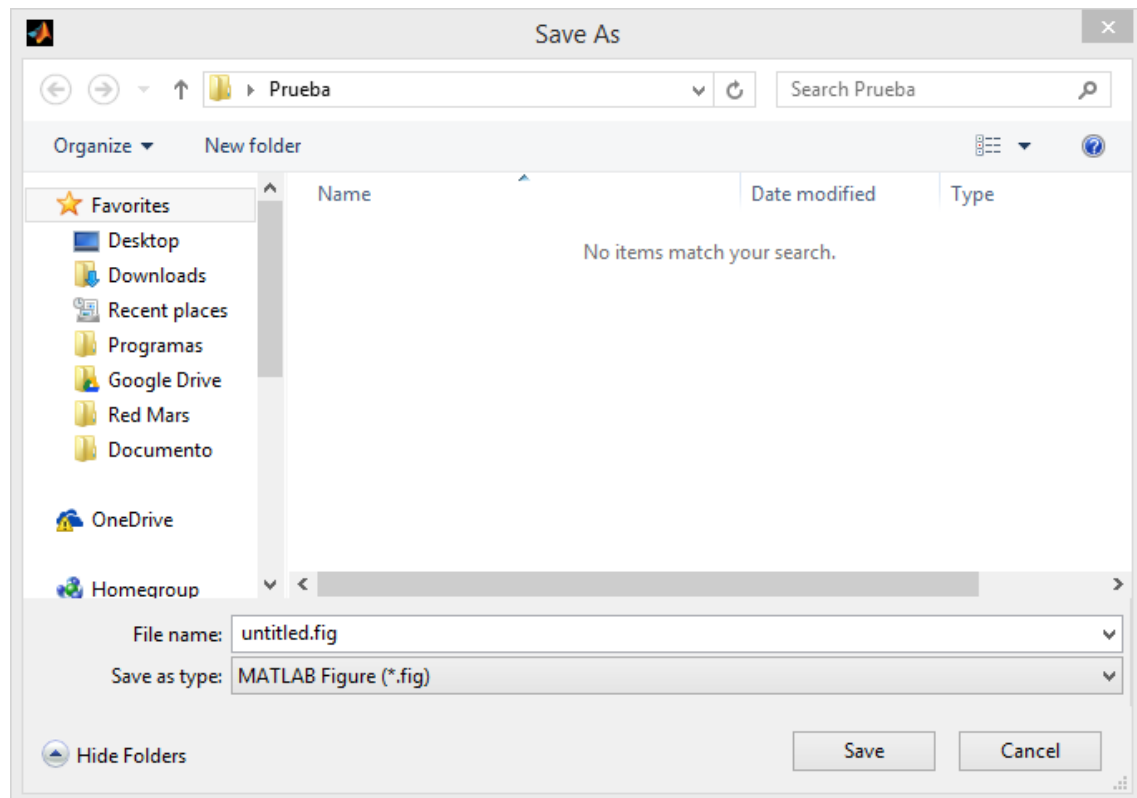 Save As
Prueba
Search Prueba
Organize
New folder
Name
Date modified
Type
No items match your search.
Favorites
Desktop
Downloads
Recent places
Programas
Google Drive
Red Mars
Documento
OneDrive
Homegroup
File name: untitled.fig
Save as type: MATLAB Figure (*.fig)
Hide Folders
Save
Cancel